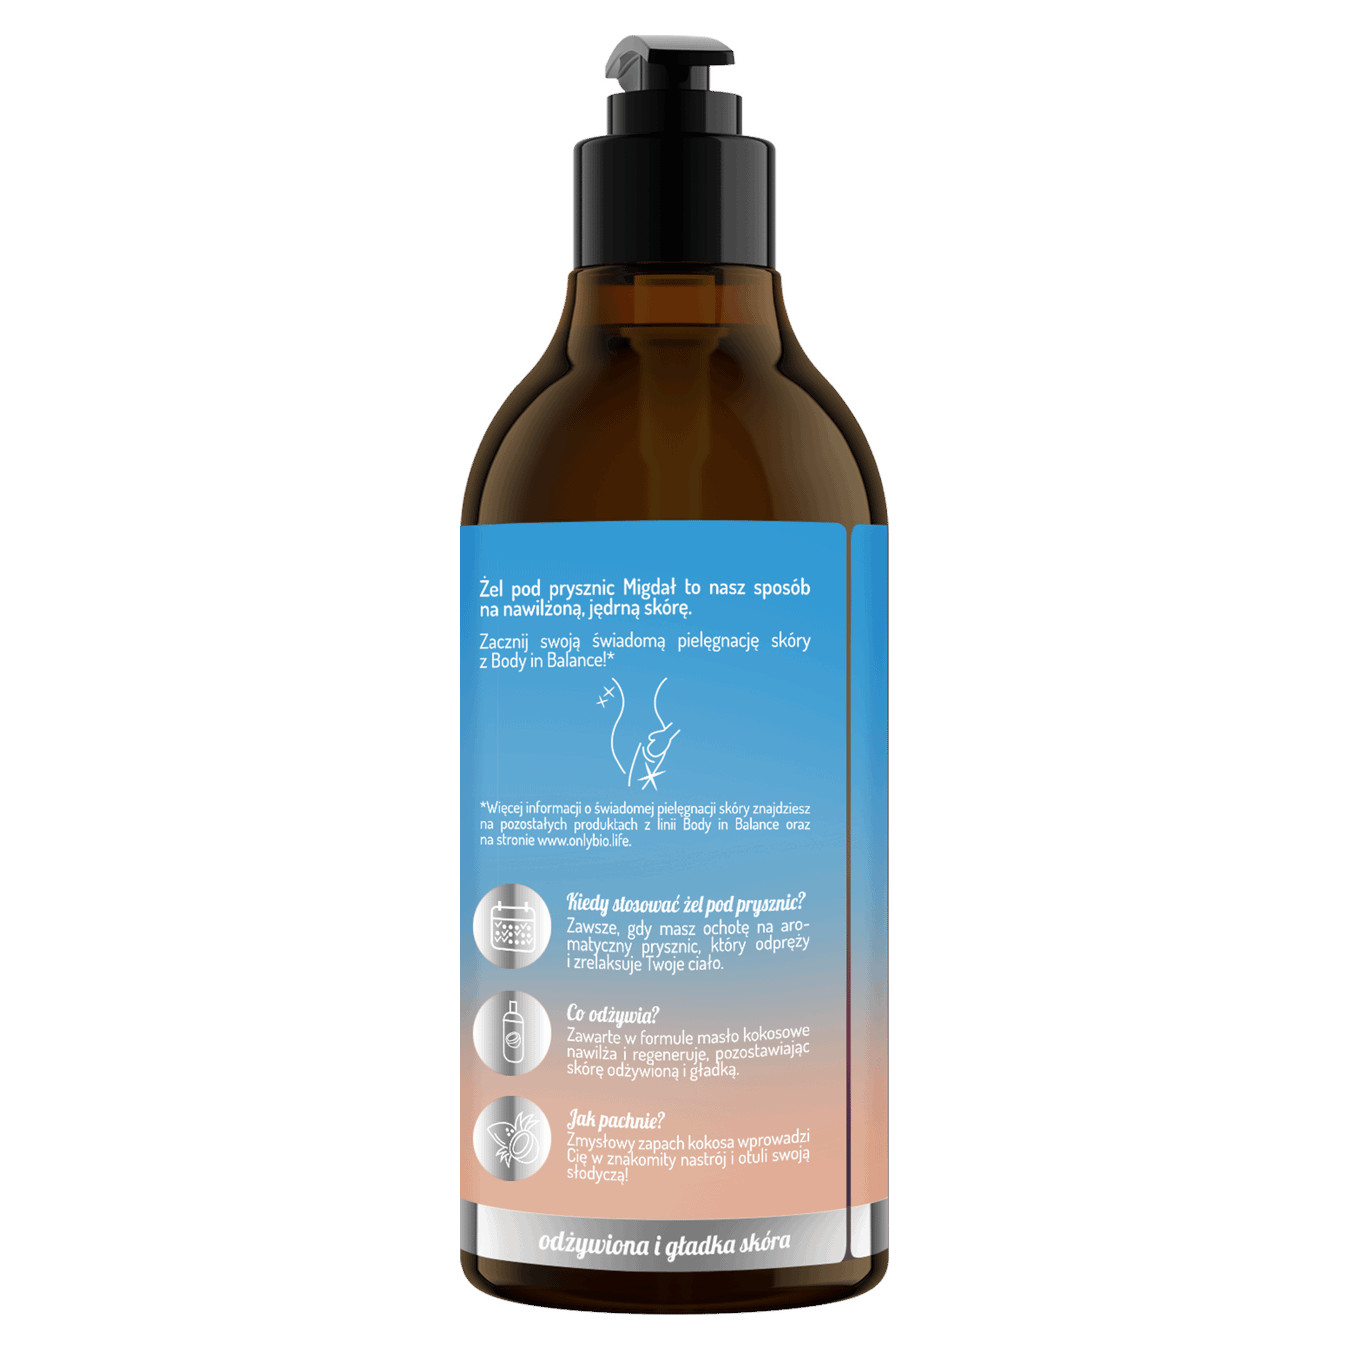 Żel pod prysznic Migdał to nasz sposób
na nawilżoną, jędrną skórę.
Zacznij swoją świadomą pielęgnację skóry
z Body in Balance!*
*Więcej informacji o świadomej pielęgnacji skóry znajdziesz
na pozostałych produktach z linii Body in Balance oraz
na stronie www.onlybio.life.
Kiedy stosować żel pod prysznic?
Zawsze, gdy masz ochotę na aro-
matyczny prysznic, który odpręży
i zrelaksuje Twoje ciało.
Co odżywia?
Zawarte w formule masło kokosowe
nawilża i regeneruje, pozostawiając
skórę odżywioną i gładką.
Jak pachnie?
Zmysłowy zapach kokosa wprowadzi
Cię w znakomity nastrój i otuli swoją
słodyczą!
odżywiona i gładka skóra